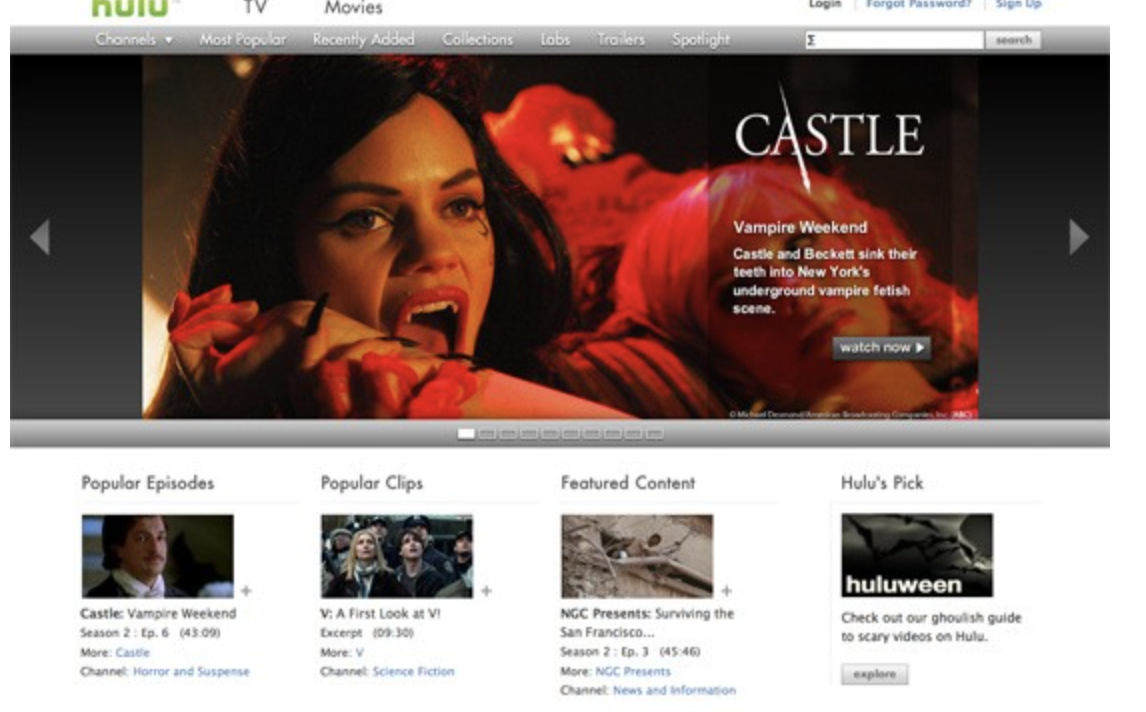 hulu™ TV Movies Login Forgot Password? Sign Up
Channels Most Popular Recently Added Collections Labs Trailers Spotlight Σ search
CASTLE
Vampire Weekend
Castle and Beckett sink their
teeth into New York's
underground vampire fetish
scene.
watch now
© Michael Desmond/American Broadcasting Companies, Inc. (ABC)
Popular Episodes
Castle: Vampire Weekend
Season 2 : Ep. 6 (43:09)
More: Castle
Channel: Horror and Suspense
Popular Clips
V: A First Look at V!
Excerpt (09:30)
More: V
Channel: Science Fiction
Featured Content
NGC Presents: Surviving the
San Francisco...
Season 2 : Ep. 3 (45:46)
More: NGC Presents
Channel: News and Information
Hulu's Pick
huluween
Check out our ghoulish guide
to scary videos on Hulu.
explore